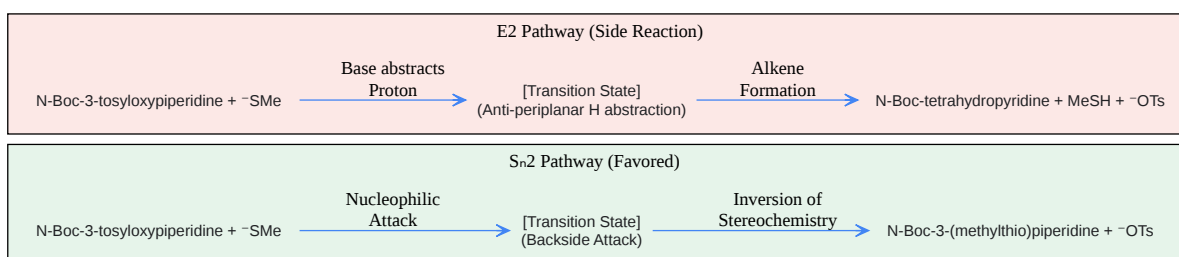 E2 Pathway (Side Reaction)
Base abstracts
Proton
Alkene
Formation
N-Boc-3-tosyloxypiperidine + ⁻SMe
[Transition State]
(Anti-periplanar H abstraction)
N-Boc-tetrahydropyridine + MeSH + ⁻OTs
Sₙ2 Pathway (Favored)
Nucleophilic
Attack
Inversion of
Stereochemistry
N-Boc-3-tosyloxypiperidine + ⁻SMe
[Transition State]
(Backside Attack)
N-Boc-3-(methylthio)piperidine + ⁻OTs